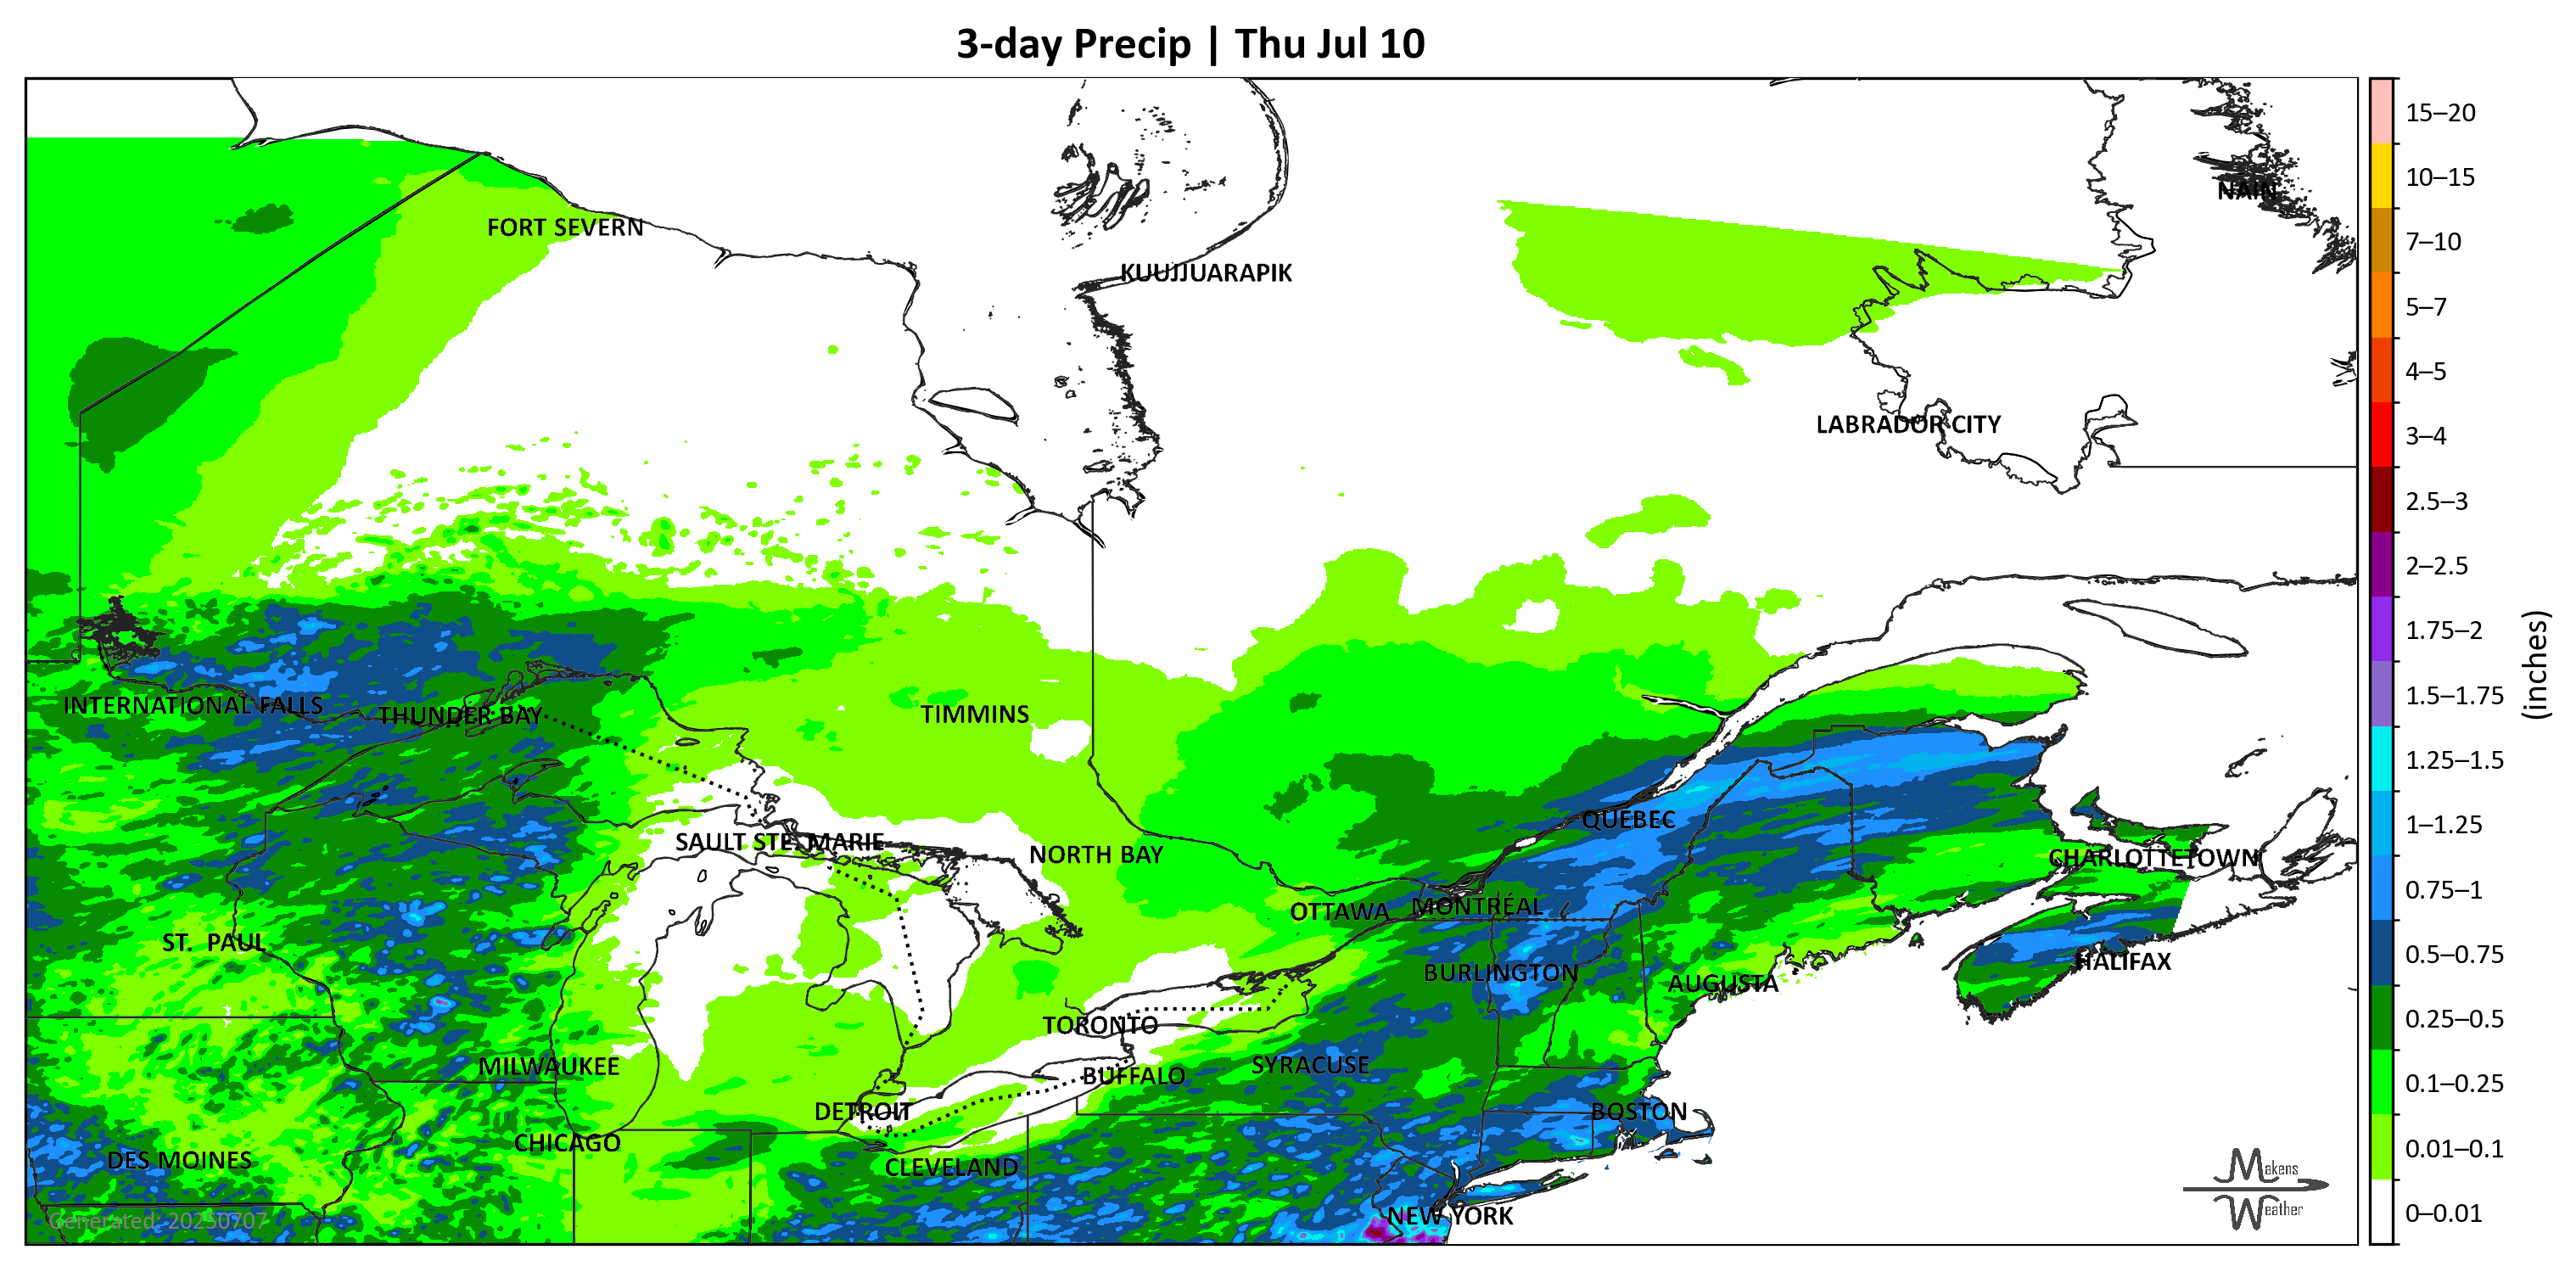 3-day Precip | Thu Jul 10
NAIN
FORT SEVERN
KUUJJUARAPIK
LABRADOR CITY
INTERNATIONAL FALLS
THUNDER BAY
TIMMINS
QUÉBEC
SAULT STE. MARIE
NORTH BAY
CHARLOTTETOWN
OTTAWA
MONTRÉAL
ST. PAUL
HALIFAX
BURLINGTON
AUGUSTA
TORONTO
MILWAUKEE
SYRACUSE
BUFFALO
DETROIT
BOSTON
CHICAGO
DES MOINES
CLEVELAND
NEW YORK
Generated: 20250707
Makens
Weather
15–20
10–15
7–10
5–7
4–5
3–4
2.5–3
2–2.5
1.75–2
1.5–1.75
1.25–1.5
1–1.25
0.75–1
0.5–0.75
0.25–0.5
0.1–0.25
0.01–0.1
0–0.01
(inches)